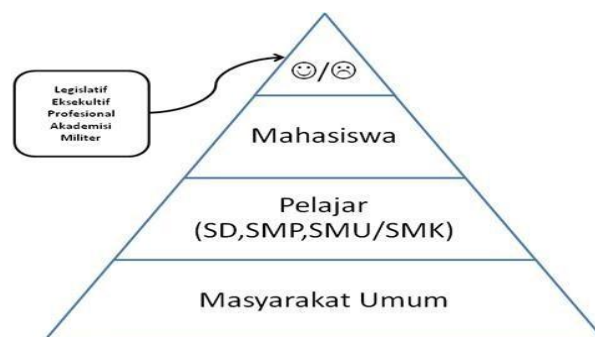 Legislatif
Eksekultif
Profesional
Akademisi
Militer
☺/☹
Mahasiswa
Pelajar
(SD,SMP,SMU/SMK)
Masyarakat Umum